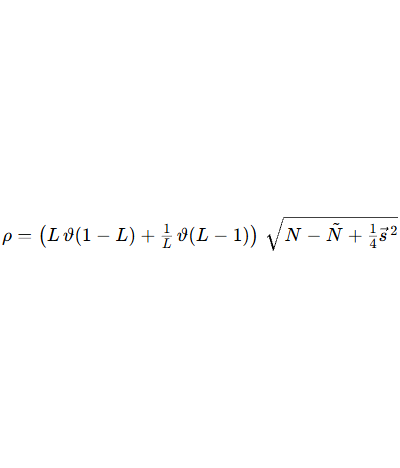 ρ = (L ϑ(1 − L) + 1/L ϑ(L − 1)) √(N − Ñ + 1/4 s⃗ ²)